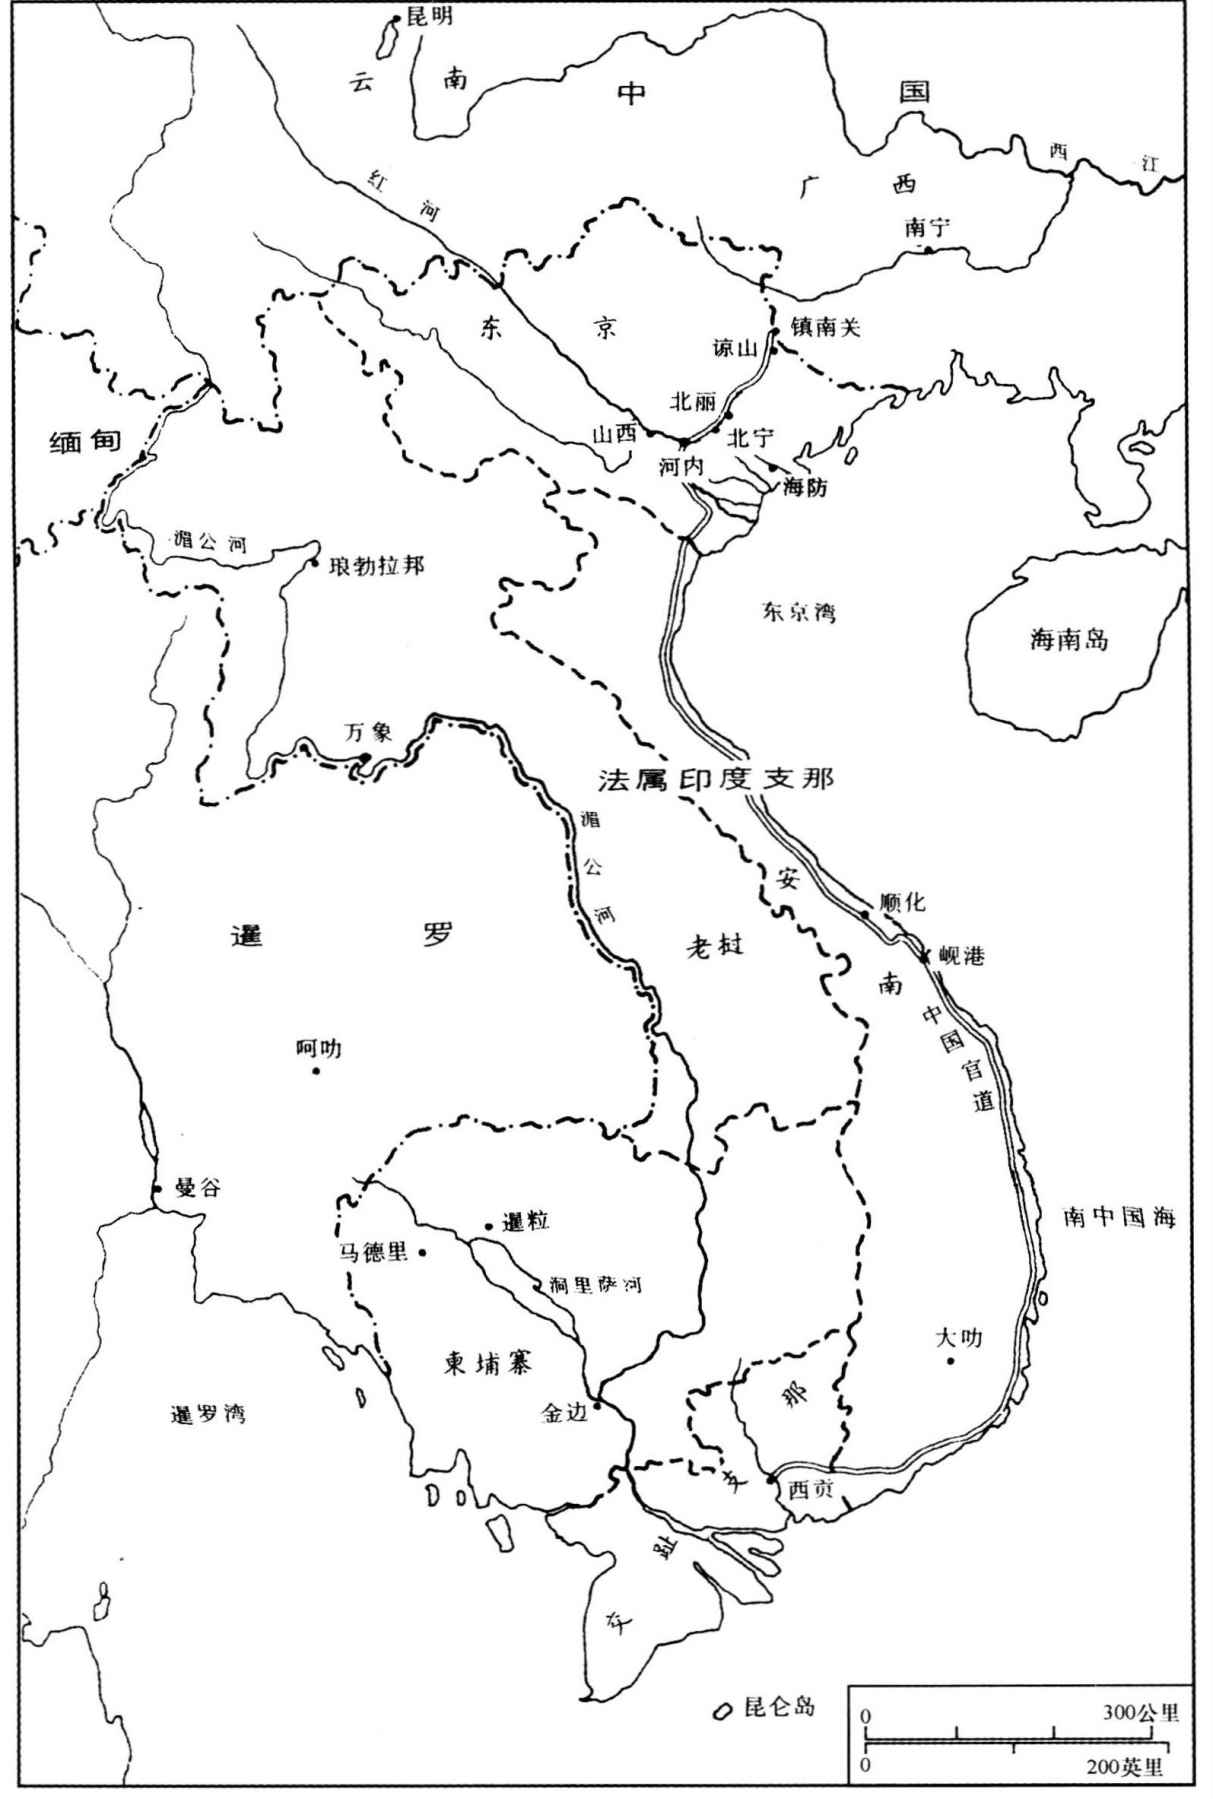 昆明
云南
中国
西江
红河
广西
南宁
东京
镇南关
谅山
北丽
山西
北宁
缅甸
河内
海防
湄公河
琅勃拉邦
东京湾
海南岛
万象
法属印度支那
湄公河
安南
顺化
暹罗
老挝
岘港
中国官道
呵叻
曼谷
暹粒
南中国海
马德里
洞里萨河
大叻
柬埔寨
暹罗湾
金边
西贡
交趾支那
昆仑岛
0 300公里
0 200英里